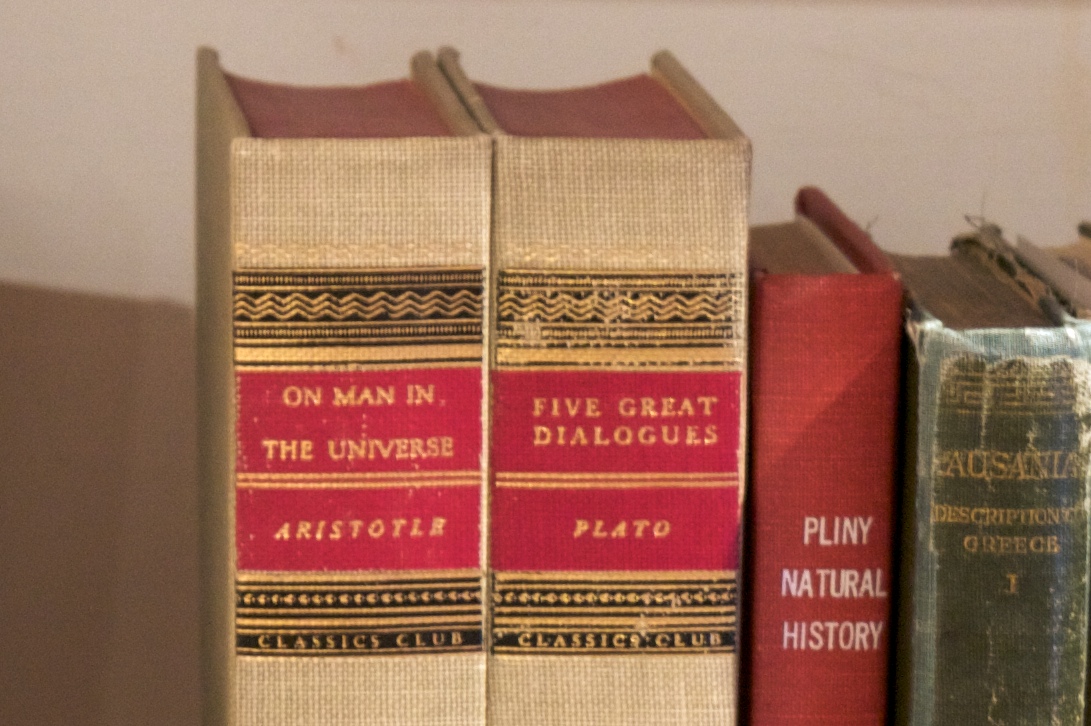 ON MAN IN
THE UNIVERSE
ARISTOTLE
CLASSICS CLUB
FIVE GREAT
DIALOGUES
PLATO
CLASSICS CLUB
PLINY
NATURAL
HISTORY
PAUSANIA
DESCRIPTION
GREECE
I